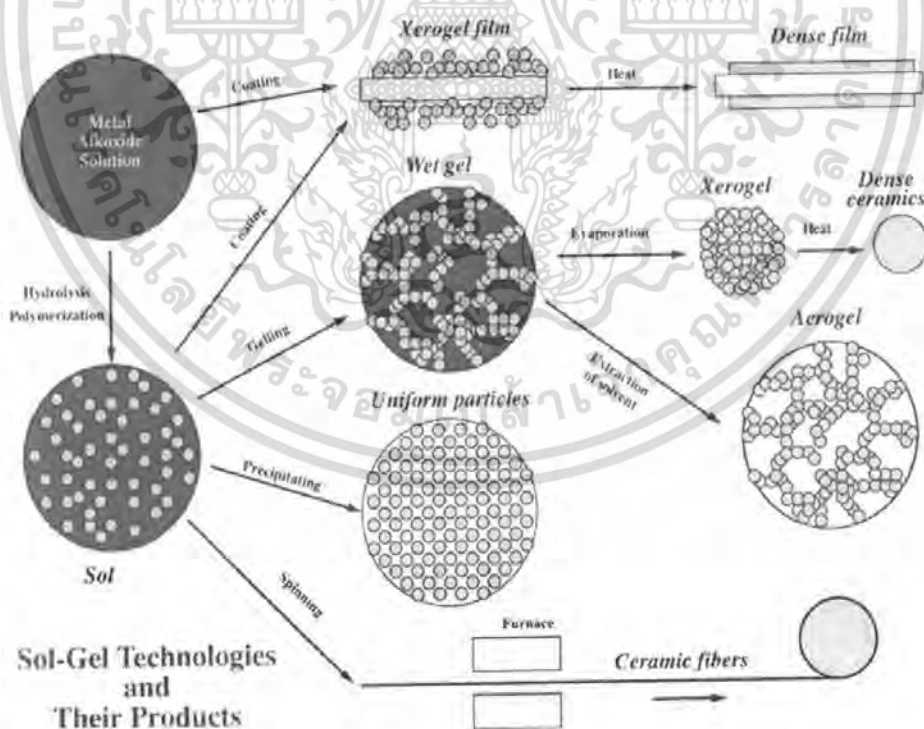 Xerogel film
Dense film
Coating
Heat
Metal
Alkoxide
Solution
Wet gel
Xerogel
Dense
ceramics
Coating
Evaporation
Heat
Hydrolysis
Polymerization
Gelling
Aerogel
Extraction
of solvent
Uniform particles
Precipitating
Sol
Spinning
Furnace
Ceramic fibers
Sol-Gel Technologies
and
Their Products